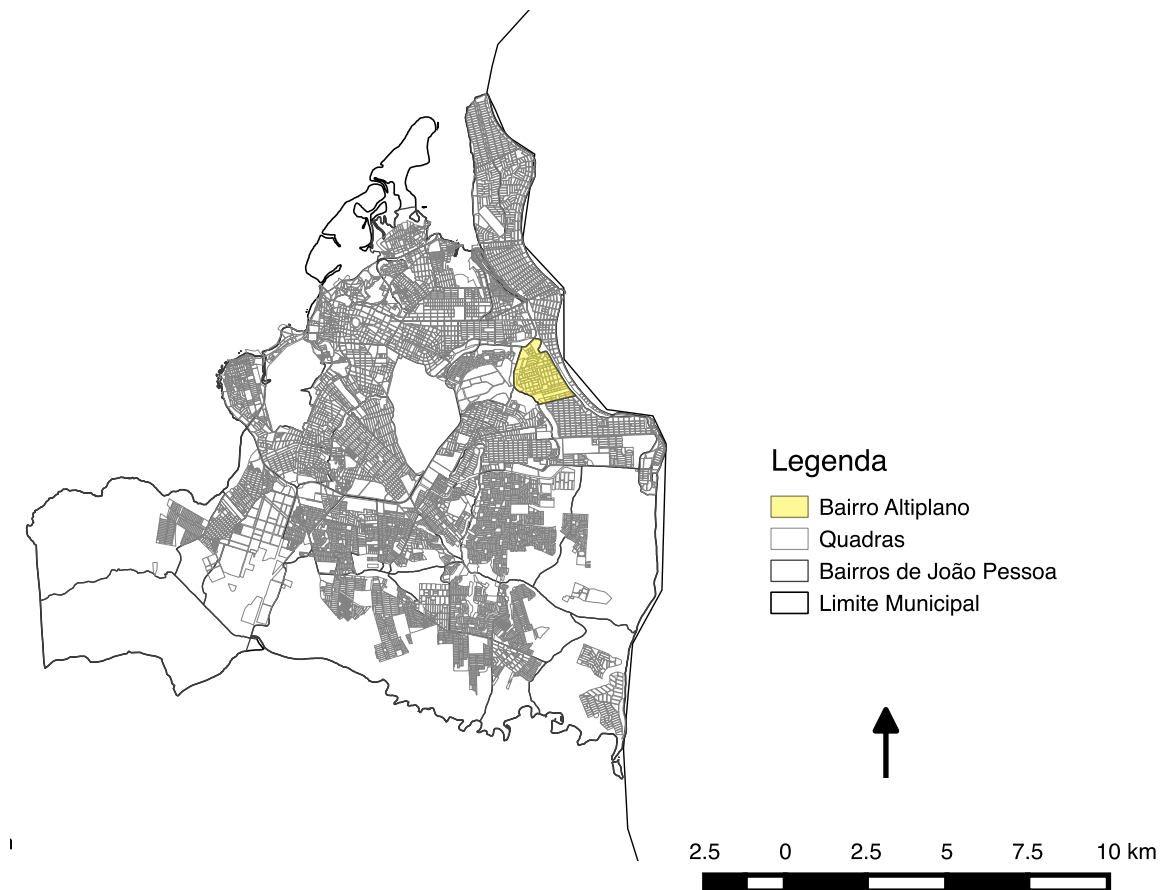 Legenda
Bairro Altiplano
Quadras
Bairros de João Pessoa
Limite Municipal
2.5 0 2.5 5 7.5 10 km